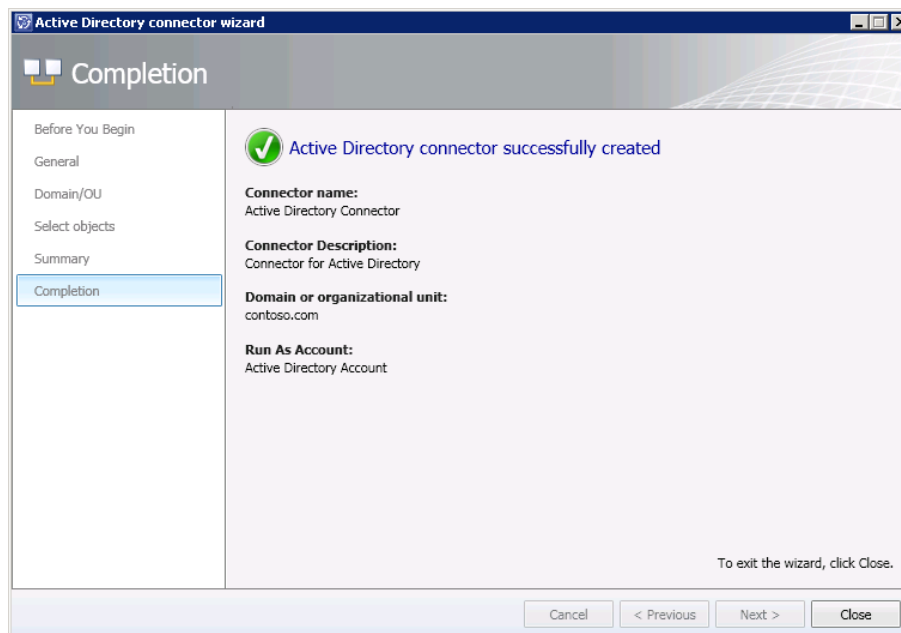 Active Directory connector wizard
Completion
Before You Begin
General
Domain/OU
Select objects
Summary
Completion
Active Directory connector successfully created
Connector name:
Active Directory Connector
Connector Description:
Connector for Active Directory
Domain or organizational unit:
contoso.com
Run As Account:
Active Directory Account
To exit the wizard, click Close.
Cancel
< Previous
Next >
Close